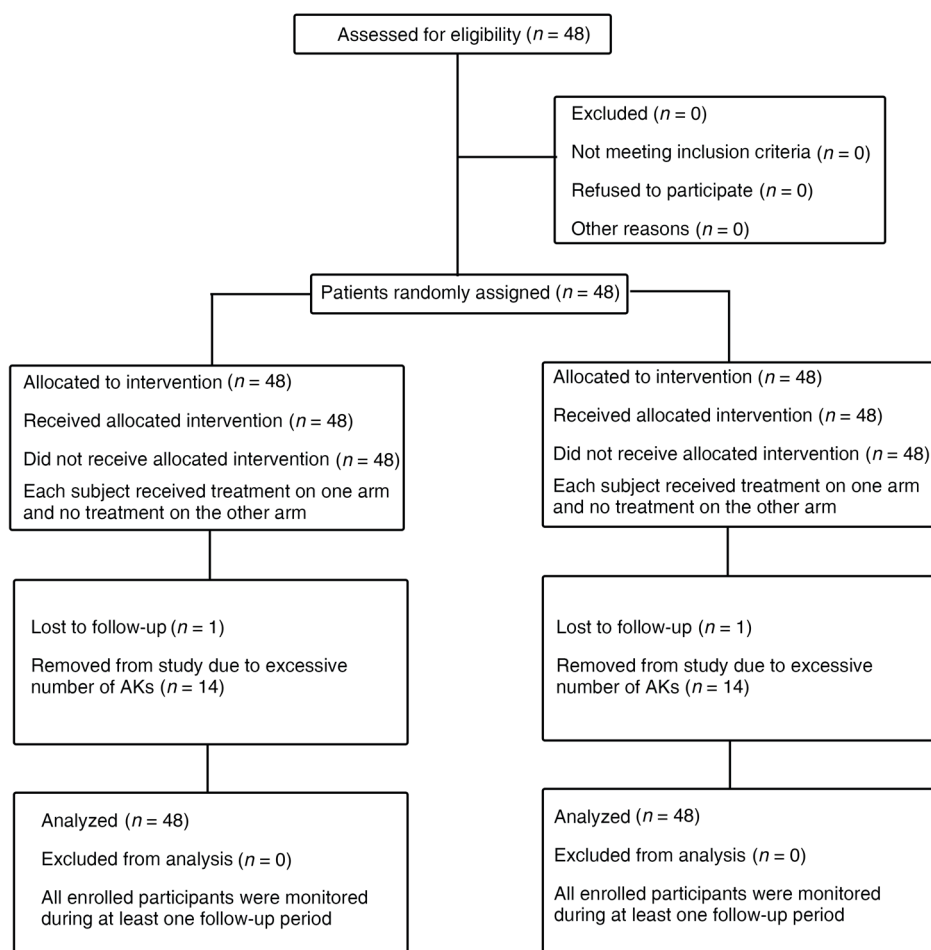 Assessed for eligibility (n = 48)
Excluded (n = 0)
Not meeting inclusion criteria (n = 0)
Refused to participate (n = 0)
Other reasons (n = 0)
Patients randomly assigned (n = 48)
Allocated to intervention (n = 48)
Received allocated intervention (n = 48)
Did not receive allocated intervention (n = 48)
Each subject received treatment on one arm
and no treatment on the other arm
Allocated to intervention (n = 48)
Received allocated intervention (n = 48)
Did not receive allocated intervention (n = 48)
Each subject received treatment on one arm
and no treatment on the other arm
Lost to follow-up (n = 1)
Removed from study due to excessive
number of AKs (n = 14)
Lost to follow-up (n = 1)
Removed from study due to excessive
number of AKs (n = 14)
Analyzed (n = 48)
Excluded from analysis (n = 0)
All enrolled participants were monitored
during at least one follow-up period
Analyzed (n = 48)
Excluded from analysis (n = 0)
All enrolled participants were monitored
during at least one follow-up period